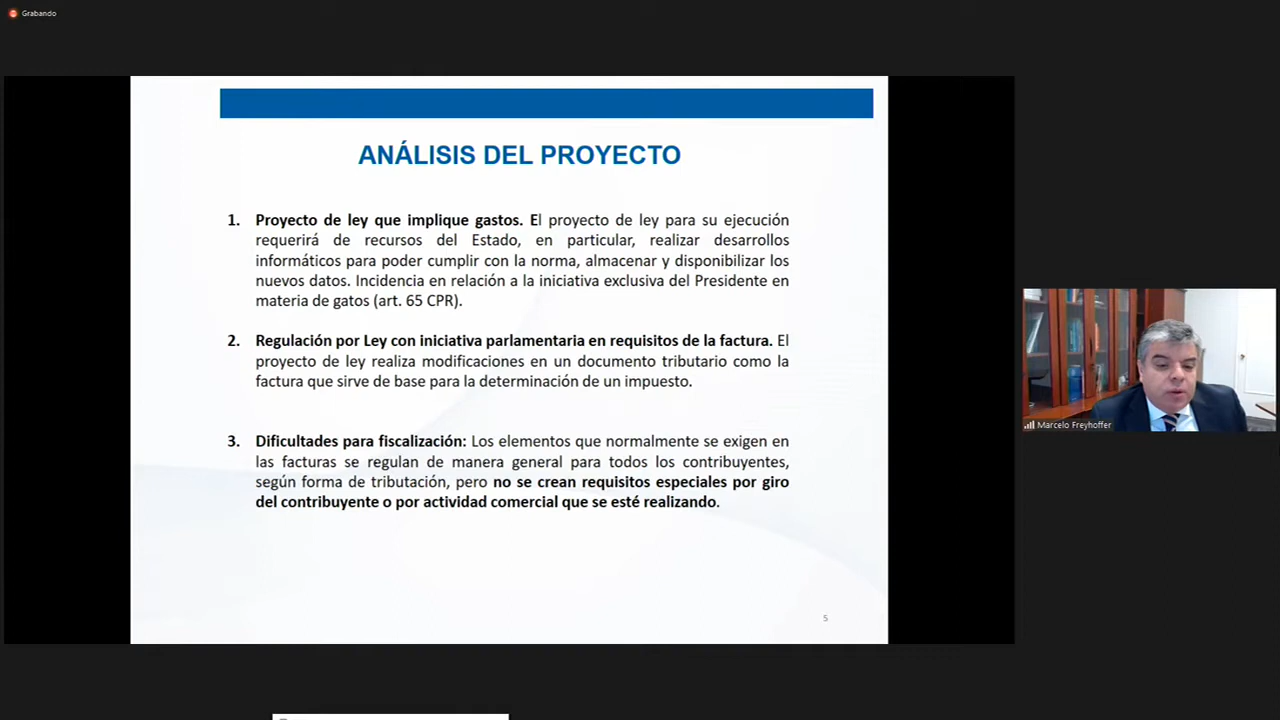 Grabando
ANÁLISIS DEL PROYECTO
1. Proyecto de ley que implique gastos. El proyecto de ley para su ejecución
requerirá de recursos del Estado, en particular, realizar desarrollos
informáticos para poder cumplir con la norma, almacenar y disponibilizar los
nuevos datos. Incidencia en relación a la iniciativa exclusiva del Presidente en
materia de gatos (art. 65 CPR).
2. Regulación por Ley con iniciativa parlamentaria en requisitos de la factura. El
proyecto de ley realiza modificaciones en un documento tributario como la
factura que sirve de base para la determinación de un impuesto.
3. Dificultades para fiscalización: Los elementos que normalmente se exigen en
las facturas se regulan de manera general para todos los contribuyentes,
según forma de tributación, pero no se crean requisitos especiales por giro
del contribuyente o por actividad comercial que se esté realizando.
5
Marcelo Freyhoffer